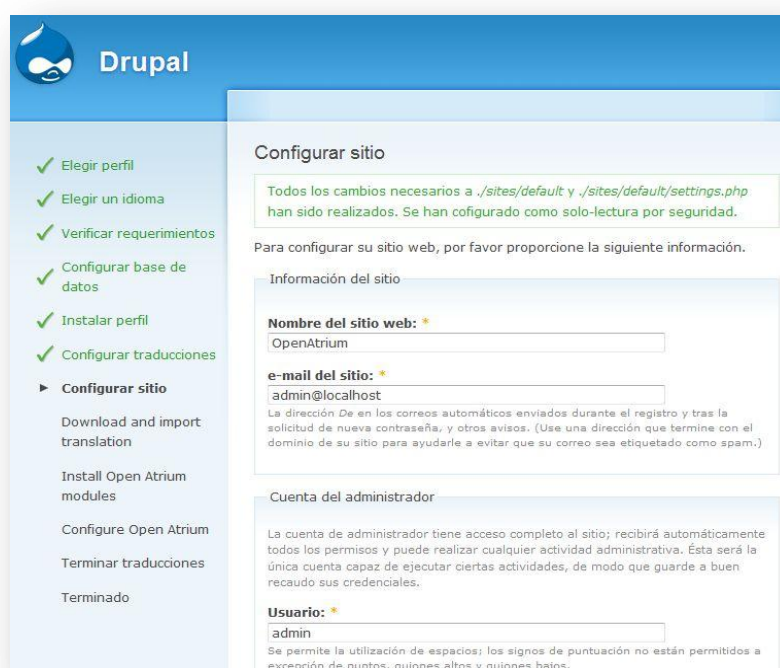 Drupal
Elegir perfil
Elegir un idioma
Verificar requerimientos
Configurar base de
datos
Instalar perfil
Configurar traducciones
Configurar sitio
Download and import
translation
Install Open Atrium
modules
Configure Open Atrium
Terminar traducciones
Terminado
Configurar sitio
Todos los cambios necesarios a ./sites/default y ./sites/default/settings.php
han sido realizados. Se han cofigurado como solo-lectura por seguridad.
Para configurar su sitio web, por favor proporcione la siguiente información.
Información del sitio
Nombre del sitio web: *
OpenAtrium
e-mail del sitio: *
admin@localhost
La dirección De en los correos automáticos enviados durante el registro y tras la
solicitud de nueva contraseña, y otros avisos. (Use una dirección que termine con el
dominio de su sitio para ayudarle a evitar que su correo sea etiquetado como spam.)
Cuenta del administrador
La cuenta de administrador tiene acceso completo al sitio; recibirá automáticamente
todos los permisos y puede realizar cualquier actividad administrativa. Ésta será la
única cuenta capaz de ejecutar ciertas actividades, de modo que guarde a buen
recaudo sus credenciales.
Usuario: *
admin
Se permite la utilización de espacios; los signos de puntuación no están permitidos a
excepción de puntos, guiones altos y guiones bajos.